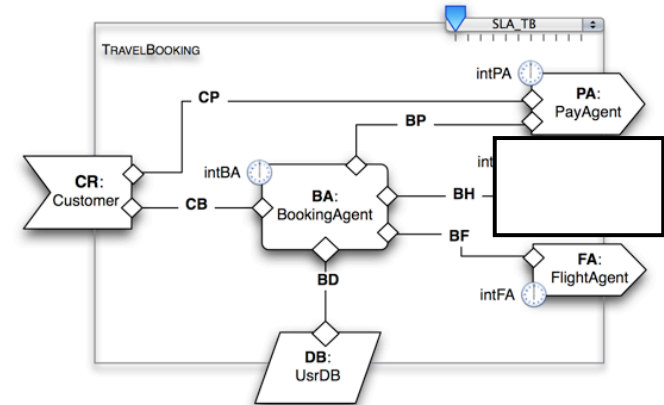 SLA_TB
TRAVELBOOKING
intPA
PA:
PayAgent
CP
BP
int
CR:
Customer
intBA
BA:
BookingAgent
CB
BH
BF
FA:
FlightAgent
intFA
BD
DB:
UsrDB